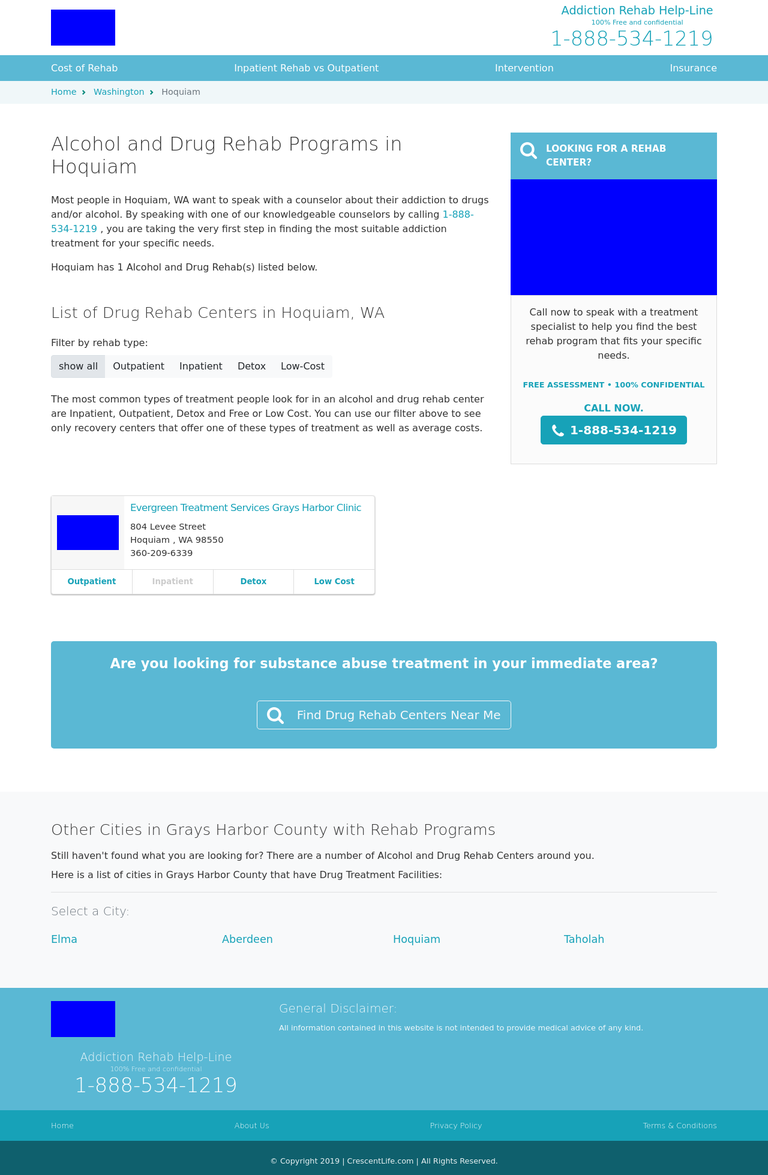 Addiction Rehab Help-Line
100% Free and confidential
1-888-534-1219
Cost of Rehab
Inpatient Rehab vs Outpatient
Intervention
Insurance
Home
Washington
Hoquiam
Alcohol and Drug Rehab Programs in
Hoquiam
Most people in Hoquiam, WA want to speak with a counselor about their addiction to drugs
and/or alcohol. By speaking with one of our knowledgeable counselors by calling 1-888-
534-1219 , you are taking the very first step in finding the most suitable addiction
treatment for your specific needs.
Hoquiam has 1 Alcohol and Drug Rehab(s) listed below.
List of Drug Rehab Centers in Hoquiam, WA
Filter by rehab type:
show all
Outpatient
Inpatient
Detox
Low-Cost
The most common types of treatment people look for in an alcohol and drug rehab center
are Inpatient, Outpatient, Detox and Free or Low Cost. You can use our filter above to see
only recovery centers that offer one of these types of treatment as well as average costs.
LOOKING FOR A REHAB
CENTER?
Call now to speak with a treatment
specialist to help you find the best
rehab program that fits your specific
needs.
FREE ASSESSMENT • 100% CONFIDENTIAL
CALL NOW.
1-888-534-1219
Evergreen Treatment Services Grays Harbor Clinic
804 Levee Street
Hoquiam , WA 98550
360-209-6339
Outpatient
Inpatient
Detox
Low Cost
Are you looking for substance abuse treatment in your immediate area?
Find Drug Rehab Centers Near Me
Other Cities in Grays Harbor County with Rehab Programs
Still haven't found what you are looking for? There are a number of Alcohol and Drug Rehab Centers around you.
Here is a list of cities in Grays Harbor County that have Drug Treatment Facilities:
Select a City:
Elma
Aberdeen
Hoquiam
Taholah
General Disclaimer:
All information contained in this website is not intended to provide medical advice of any kind.
Addiction Rehab Help-Line
100% Free and confidential
1-888-534-1219
Home
About Us
Privacy Policy
Terms & Conditions
© Copyright 2019 | CrescentLife.com | All Rights Reserved.